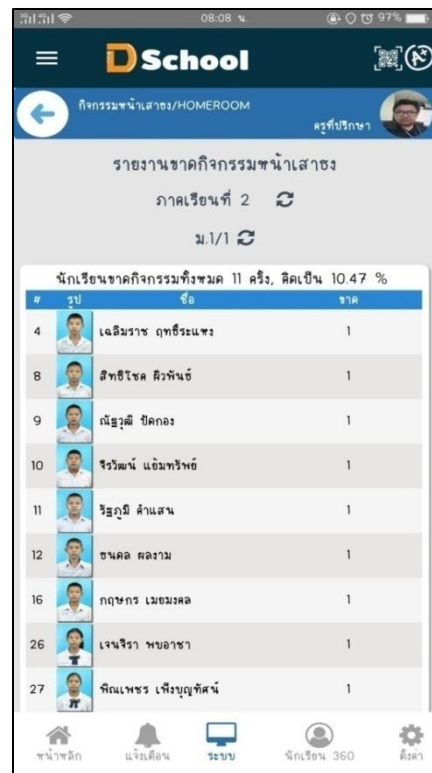 08:08 น.
97%
D School
กิจกรรมหน้าเสาธง/HOMEROOM
ครูที่ปรึกษา
รายงานขาดกิจกรรมหน้าเสาธง
ภาคเรียนที่ 2
ม.1/1
นักเรียนขาดกิจกรรมทั้งหมด 11 ครั้ง, คิดเป็น 10.47 %
# รูป ชื่อ ขาด
4 เฉลิมราช ฤทธิ์ระแหง 1
8 สิทธิโชค ผิวพันธ์ 1
9 ณัฐวุฒิ ปัดกอง 1
10 จิรวัฒน์ แย้มทรัพย์ 1
11 รัฐภูมิ คำแสน 1
12 ธนดล ผลงาม 1
16 กฤษกร เมยมงคล 1
26 เจนจิรา พบอาชา 1
27 พิณเพชร เพิงบุญทัศน์ 1
หน้าหลัก แจ้งเตือน ระบบ นักเรียน 360 ตั้งค่า